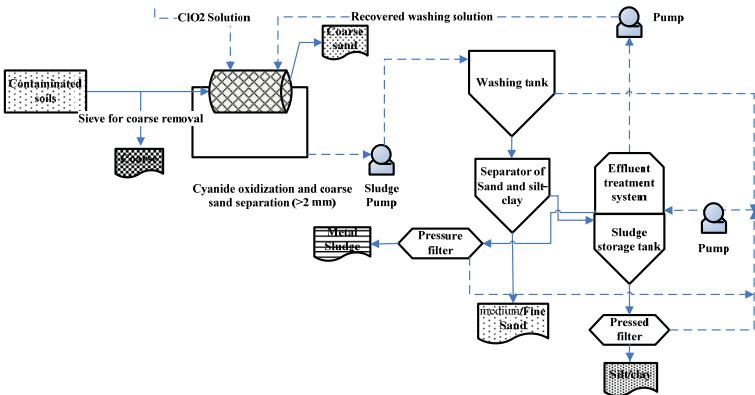 ClO2 Solution
Recovered washing solution
Pump
Coarse
sand
Contaminated
soils
Washing tank
Sieve for coarse removal
Coarse
Cyanide oxidization and coarse
sand separation (>2 mm)
Sludge
Pump
Separator of
Sand and silt-
clay
Effluent
treatment
system
Sludge
storage tank
Pump
Metal
Sludge
Pressure
filter
medium/Fine
Sand
Pressed
filter
Silt/clay